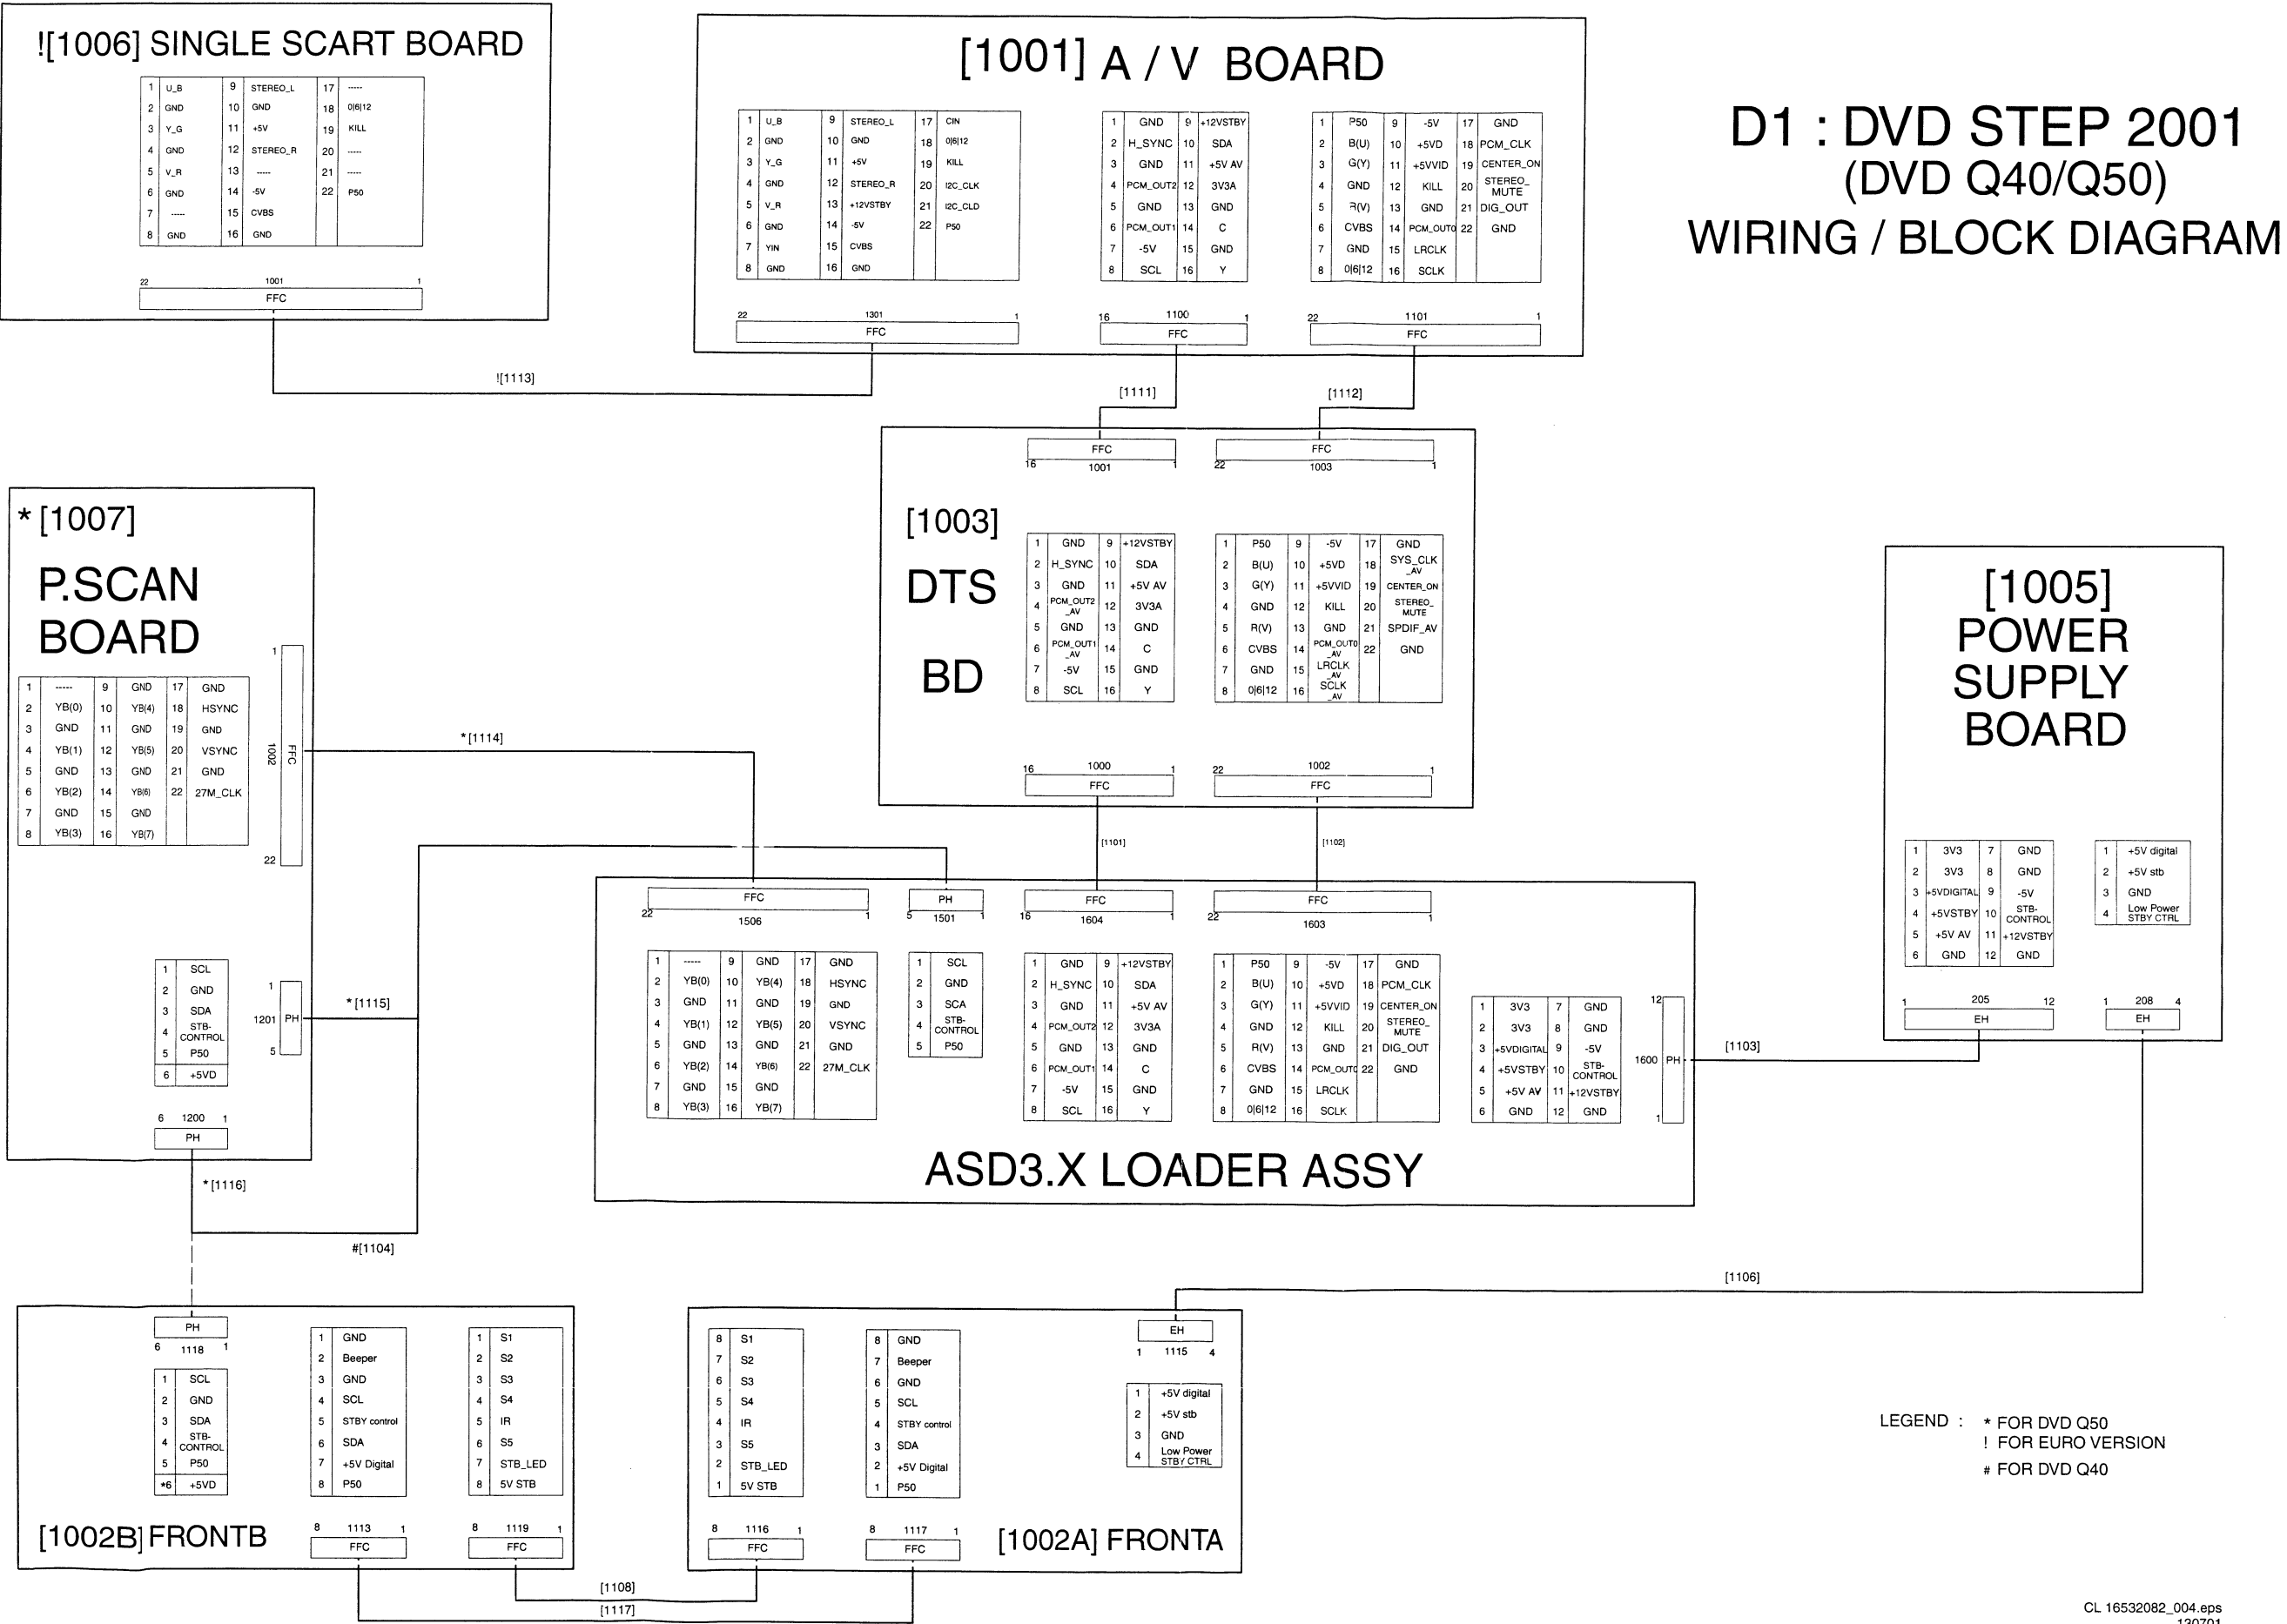 ![1006] SINGLE SCART BOARD
1 U_B 9 STEREO_L 17 -----
2 GND 10 GND 18 0|6|12
3 Y_G 11 +5V 19 KILL
4 GND 12 STEREO_R 20 -----
5 V_R 13 ----- 21 -----
6 GND 14 -5V 22 P50
7 ----- 15 CVBS
8 GND 16 GND
22 1001 1
FFC
![1113]
[1001] A / V BOARD
1 U_B 9 STEREO_L 17 CIN
2 GND 10 GND 18 0|6|12
3 Y_G 11 +5V 19 KILL
4 GND 12 STEREO_R 20 I2C_CLK
5 V_R 13 +12VSTBY 21 I2C_CLD
6 GND 14 -5V 22 P50
7 YIN 15 CVBS
8 GND 16 GND
22 1301 1
FFC
1 GND 9 +12VSTBY
2 H_SYNC 10 SDA
3 GND 11 +5V AV
4 PCM_OUT2 12 3V3A
5 GND 13 GND
6 PCM_OUT1 14 C
7 -5V 15 GND
8 SCL 16 Y
16 1100 1
FFC
1 P50 9 -5V 17 GND
2 B(U) 10 +5VD 18 PCM_CLK
3 G(Y) 11 +5VVID 19 CENTER_ON
4 GND 12 KILL 20 STEREO_
MUTE
5 R(V) 13 GND 21 DIG_OUT
6 CVBS 14 PCM_OUT0 22 GND
7 GND 15 LRCLK
8 0|6|12 16 SCLK
22 1101 1
FFC
D1 : DVD STEP 2001
(DVD Q40/Q50)
WIRING / BLOCK DIAGRAM
[1111]
[1112]
FFC
16 1001 1
FFC
22 1003 1
[1003]
DTS
BD
1 GND 9 +12VSTBY
2 H_SYNC 10 SDA
3 GND 11 +5V AV
4 PCM_OUT2
_AV 12 3V3A
5 GND 13 GND
6 PCM_OUT1
_AV 14 C
7 -5V 15 GND
8 SCL 16 Y
16 1000 1
FFC
1 P50 9 -5V 17 GND
2 B(U) 10 +5VD 18 SYS_CLK
_AV
3 G(Y) 11 +5VVID 19 CENTER_ON
4 GND 12 KILL 20 STEREO_
MUTE
5 R(V) 13 GND 21 SPDIF_AV
6 CVBS 14 PCM_OUT0
_AV 22 GND
7 GND 15 LRCLK
_AV
8 0|6|12 16 SCLK
_AV
22 1002 1
FFC
[1101]
[1102]
* [1007]
P.SCAN
BOARD
1 ----- 9 GND 17 GND
2 YB(0) 10 YB(4) 18 HSYNC
3 GND 11 GND 19 GND
4 YB(1) 12 YB(5) 20 VSYNC
5 GND 13 GND 21 GND
6 YB(2) 14 YB(6) 22 27M_CLK
7 GND 15 GND
8 YB(3) 16 YB(7)
1
1002 FFC
22
*[1114]
1 SCL
2 GND
3 SDA
4 STB-
CONTROL
5 P50
6 +5VD
1
1201 PH
5
*[1115]
6 1200 1
PH
*[1116]
#[1104]
FFC
22 1506 1
PH
5 1501 1
FFC
16 1604 1
FFC
22 1603 1
1 ----- 9 GND 17 GND
2 YB(0) 10 YB(4) 18 HSYNC
3 GND 11 GND 19 GND
4 YB(1) 12 YB(5) 20 VSYNC
5 GND 13 GND 21 GND
6 YB(2) 14 YB(6) 22 27M_CLK
7 GND 15 GND
8 YB(3) 16 YB(7)
1 SCL
2 GND
3 SCA
4 STB-
CONTROL
5 P50
1 GND 9 +12VSTBY
2 H_SYNC 10 SDA
3 GND 11 +5V AV
4 PCM_OUT2 12 3V3A
5 GND 13 GND
6 PCM_OUT1 14 C
7 -5V 15 GND
8 SCL 16 Y
1 P50 9 -5V 17 GND
2 B(U) 10 +5VD 18 PCM_CLK
3 G(Y) 11 +5VVID 19 CENTER_ON
4 GND 12 KILL 20 STEREO_
MUTE
5 R(V) 13 GND 21 DIG_OUT
6 CVBS 14 PCM_OUT0 22 GND
7 GND 15 LRCLK
8 0|6|12 16 SCLK
1 3V3 7 GND
2 3V3 8 GND
3 +5VDIGITAL 9 -5V
4 +5VSTBY 10 STB-
CONTROL
5 +5V AV 11 +12VSTBY
6 GND 12 GND
12
1600 PH
1
ASD3.X LOADER ASSY
[1103]
[1005]
POWER
SUPPLY
BOARD
1 3V3 7 GND
2 3V3 8 GND
3 +5VDIGITAL 9 -5V
4 +5VSTBY 10 STB-
CONTROL
5 +5V AV 11 +12VSTBY
6 GND 12 GND
1 +5V digital
2 +5V stb
3 GND
4 Low Power
STBY CTRL
1 205 12
EH
1 208 4
EH
[1106]
PH
6 1118 1
1 SCL
2 GND
3 SDA
4 STB-
CONTROL
5 P50
*6 +5VD
1 GND
2 Beeper
3 GND
4 SCL
5 STBY control
6 SDA
7 +5V Digital
8 P50
1 S1
2 S2
3 S3
4 S4
5 IR
6 S5
7 STB_LED
8 5V STB
[1002B] FRONTB
8 1113 1
FFC
8 1119 1
FFC
8 S1
7 S2
6 S3
5 S4
4 IR
3 S5
2 STB_LED
1 5V STB
8 GND
7 Beeper
6 GND
5 SCL
4 STBY control
3 SDA
2 +5V Digital
1 P50
EH
1 1115 4
1 +5V digital
2 +5V stb
3 GND
4 Low Power
STBY CTRL
8 1116 1
FFC
8 1117 1
FFC
[1002A] FRONTA
[1108]
[1117]
LEGEND : * FOR DVD Q50
! FOR EURO VERSION
# FOR DVD Q40
CL 16532082_004.eps
130701